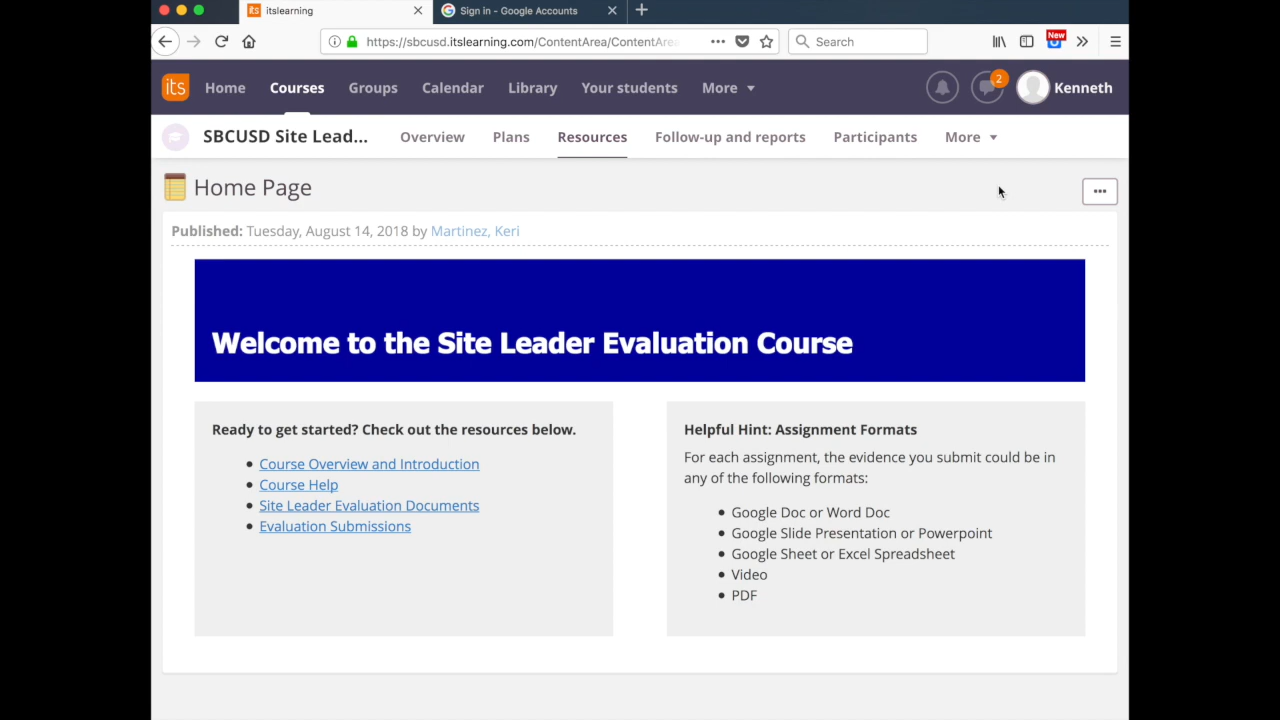 itslearning
Sign in - Google Accounts
https://sbcusd.itslearning.com/ContentArea/ContentArea
Search
New
its Home Courses Groups Calendar Library Your students More 2 Kenneth
SBCUSD Site Lead... Overview Plans Resources Follow-up and reports Participants More
Home Page
Published: Tuesday, August 14, 2018 by Martinez, Keri
Welcome to the Site Leader Evaluation Course
Ready to get started? Check out the resources below.
• Course Overview and Introduction
• Course Help
• Site Leader Evaluation Documents
• Evaluation Submissions
Helpful Hint: Assignment Formats
For each assignment, the evidence you submit could be in
any of the following formats:
• Google Doc or Word Doc
• Google Slide Presentation or Powerpoint
• Google Sheet or Excel Spreadsheet
• Video
• PDF